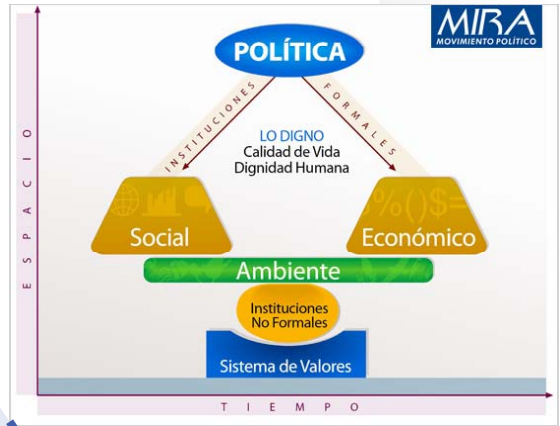 MIRA
MOVIMIENTO POLÍTICO
POLÍTICA
INSTITUCIONES
FORMALES
LO DIGNO
Calidad de Vida
Dignidad Humana
%()$=
Social
Económico
Ambiente
Instituciones
No Formales
Sistema de Valores
ESPACIO
TIEMPO